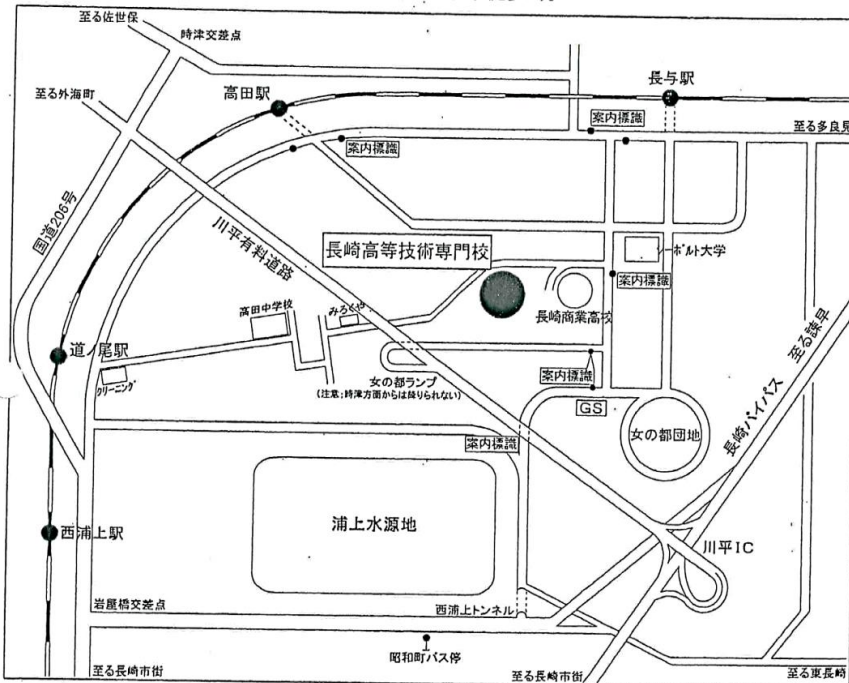 至る佐世保
時津交差点
至る外海町
高田駅
長与駅
案内標識
案内標識
至る多良見
国道206号
川平有料道路
長崎高等技術専門校
ーボルト大学
案内標識
長崎商業高校
高田中学校
みろくや
道ノ尾駅
クリーニング
女の都ランプ
(注意:時津方面からは降りられない)
案内標識
GS
女の都団地
長崎バイパス
至る諫早
案内標識
浦上水源地
西浦上駅
川平IC
岩屋橋交差点
西浦上トンネル
昭和町バス停
至る長崎市街
至る長崎市街
至る東長崎